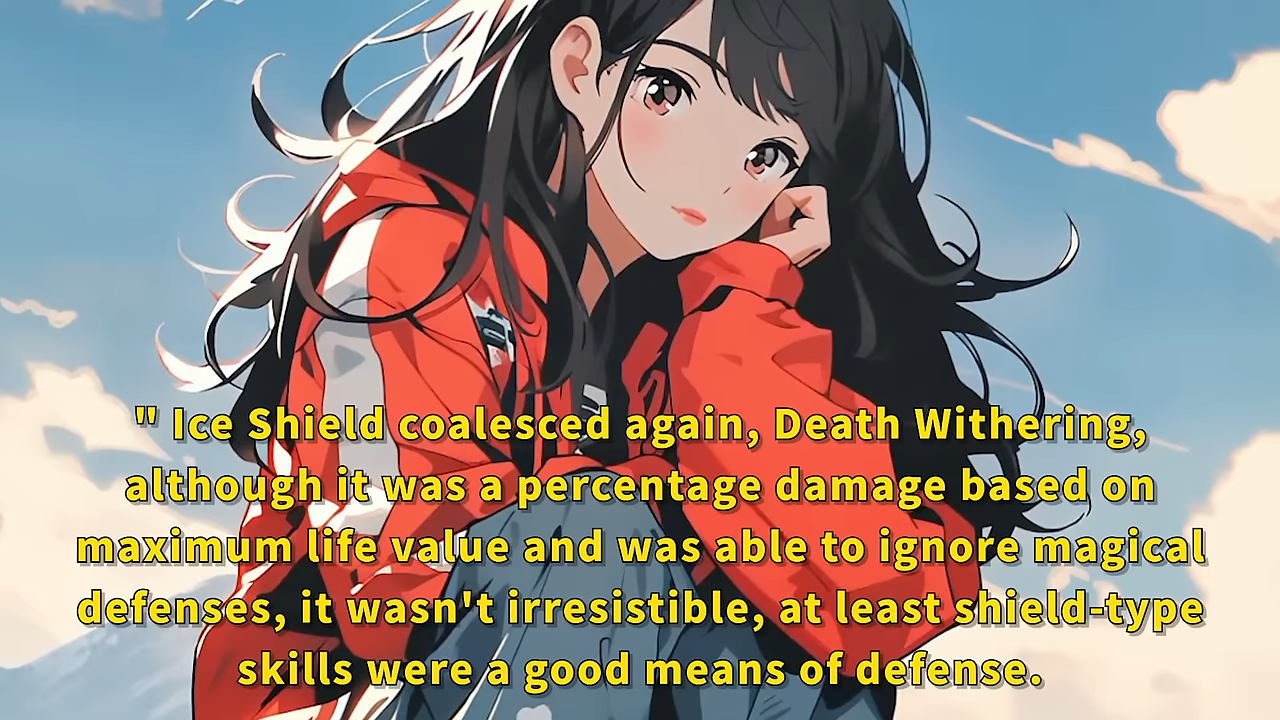 " Ice Shield coalesced again, Death Withering,
although it was a percentage damage based on
maximum life value and was able to ignore magical
defenses, it wasn't irresistible, at least shield-type
skills were a good means of defense.